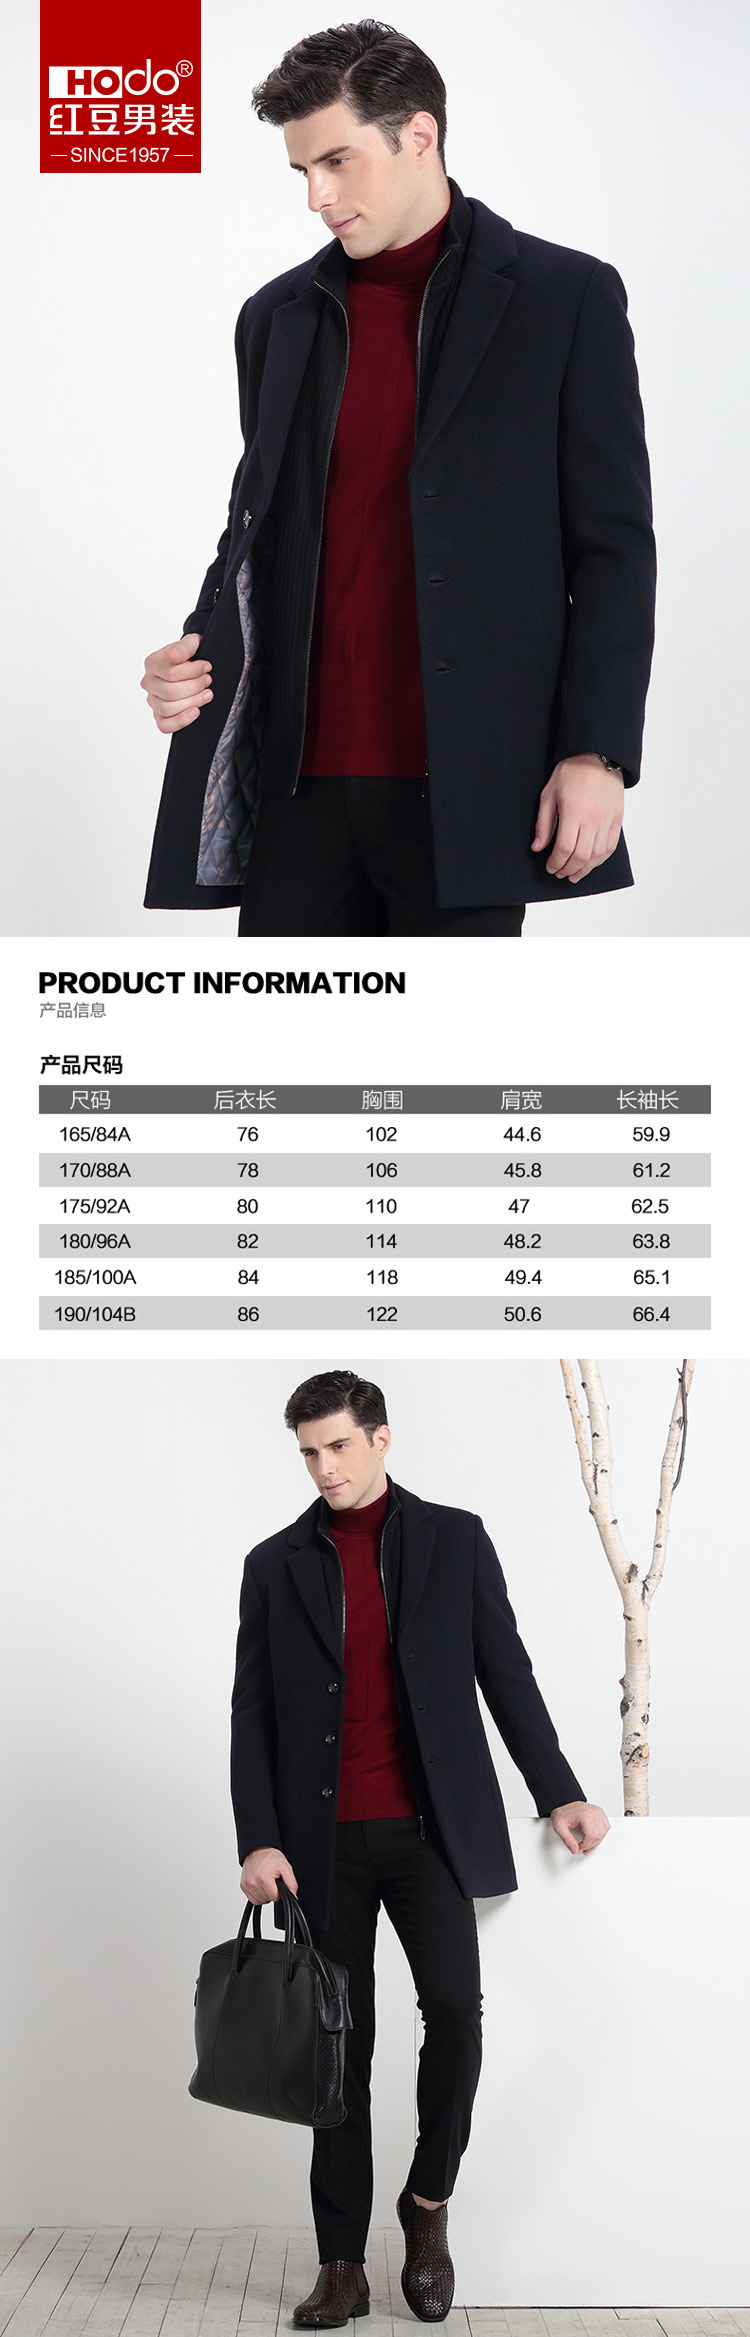 Hodo®
红豆男装
SINCE1957
PRODUCT INFORMATION
产品信息
产品尺码
尺码 后衣长 胸围 肩宽 长袖长
165/84A 76 102 44.6 59.9
170/88A 78 106 45.8 61.2
175/92A 80 110 47 62.5
180/96A 82 114 48.2 63.8
185/100A 84 118 49.4 65.1
190/104B 86 122 50.6 66.4